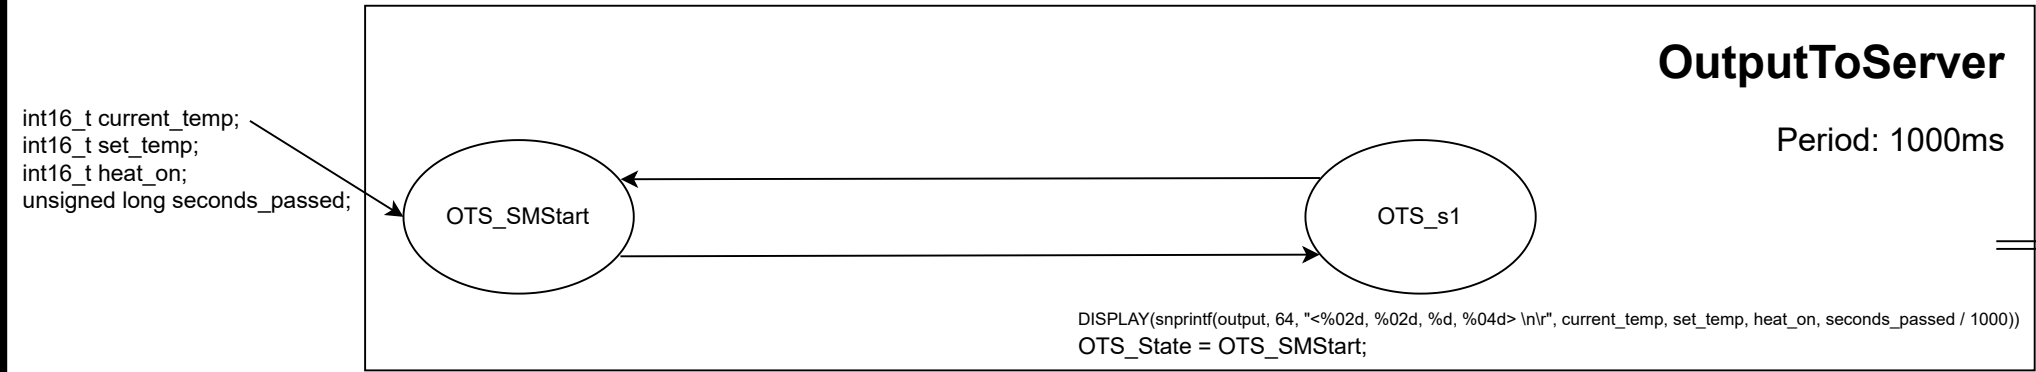 OutputToServer
Period: 1000ms
int16_t current_temp;
int16_t set_temp;
int16_t heat_on;
unsigned long seconds_passed;
OTS_SMStart
OTS_s1
DISPLAY(snprintf(output, 64, "<%02d, %02d, %d, %04d> \n\r", current_temp, set_temp, heat_on, seconds_passed / 1000))
OTS_State = OTS_SMStart;